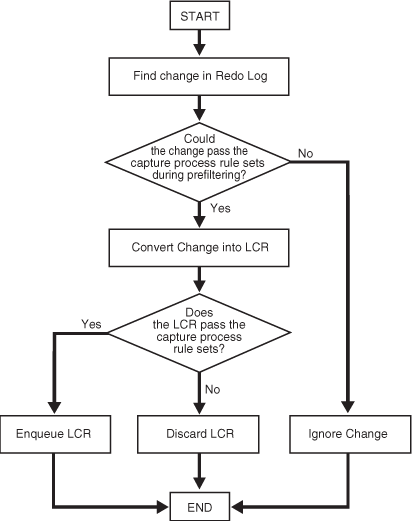 START
Find change in Redo Log
Could
the change pass the
capture process rule sets
during prefiltering?
No
Yes
Convert Change into LCR
Does
the LCR pass the
capture process
rule sets?
Yes
No
Enqueue LCR
Discard LCR
Ignore Change
END